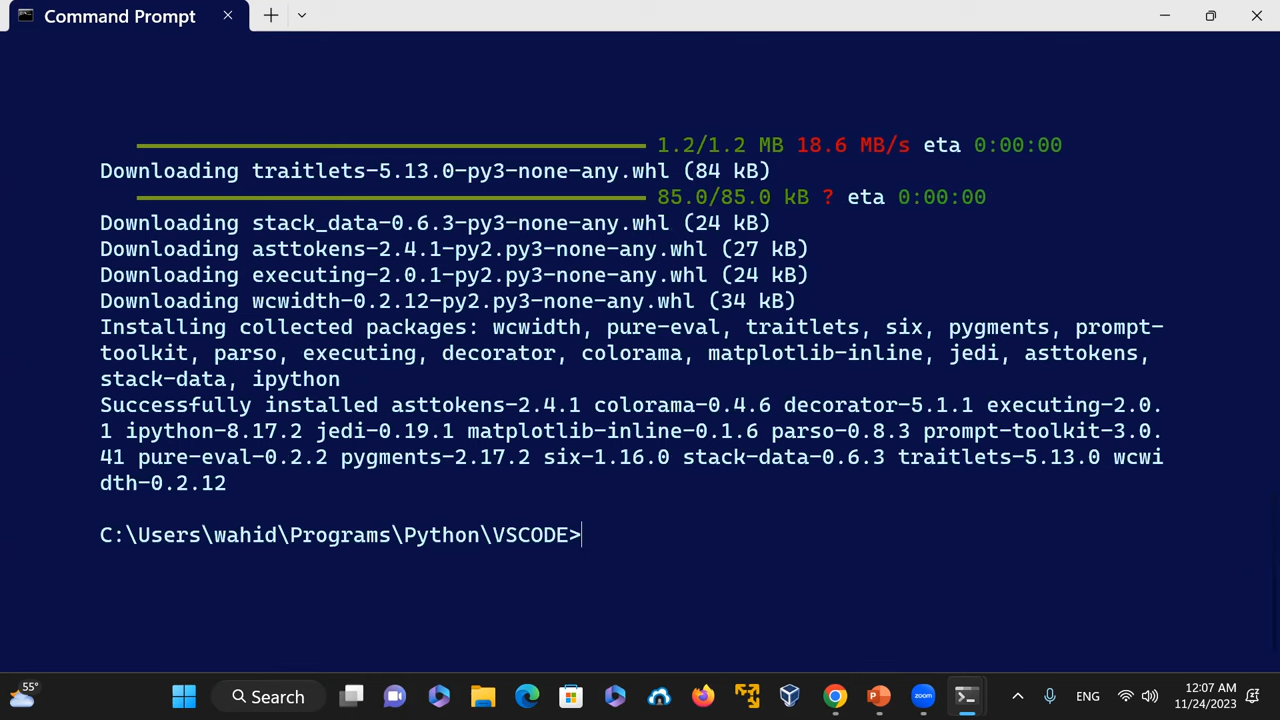 Command Prompt
1.2/1.2 MB 18.6 MB/s eta 0:00:00
Downloading traitlets-5.13.0-py3-none-any.whl (84 kB)
85.0/85.0 kB ? eta 0:00:00
Downloading stack_data-0.6.3-py3-none-any.whl (24 kB)
Downloading asttokens-2.4.1-py2.py3-none-any.whl (27 kB)
Downloading executing-2.0.1-py2.py3-none-any.whl (24 kB)
Downloading wcwidth-0.2.12-py2.py3-none-any.whl (34 kB)
Installing collected packages: wcwidth, pure-eval, traitlets, six, pygments, prompt-
toolkit, parso, executing, decorator, colorama, matplotlib-inline, jedi, asttokens,
stack-data, ipython
Successfully installed asttokens-2.4.1 colorama-0.4.6 decorator-5.1.1 executing-2.0.
1 ipython-8.17.2 jedi-0.19.1 matplotlib-inline-0.1.6 parso-0.8.3 prompt-toolkit-3.0.
41 pure-eval-0.2.2 pygments-2.17.2 six-1.16.0 stack-data-0.6.3 traitlets-5.13.0 wcwi
dth-0.2.12
C:\Users\wahid\Programs\Python\VSCODE>
55°
Search
zoom
ENG
12:07 AM
11/24/2023